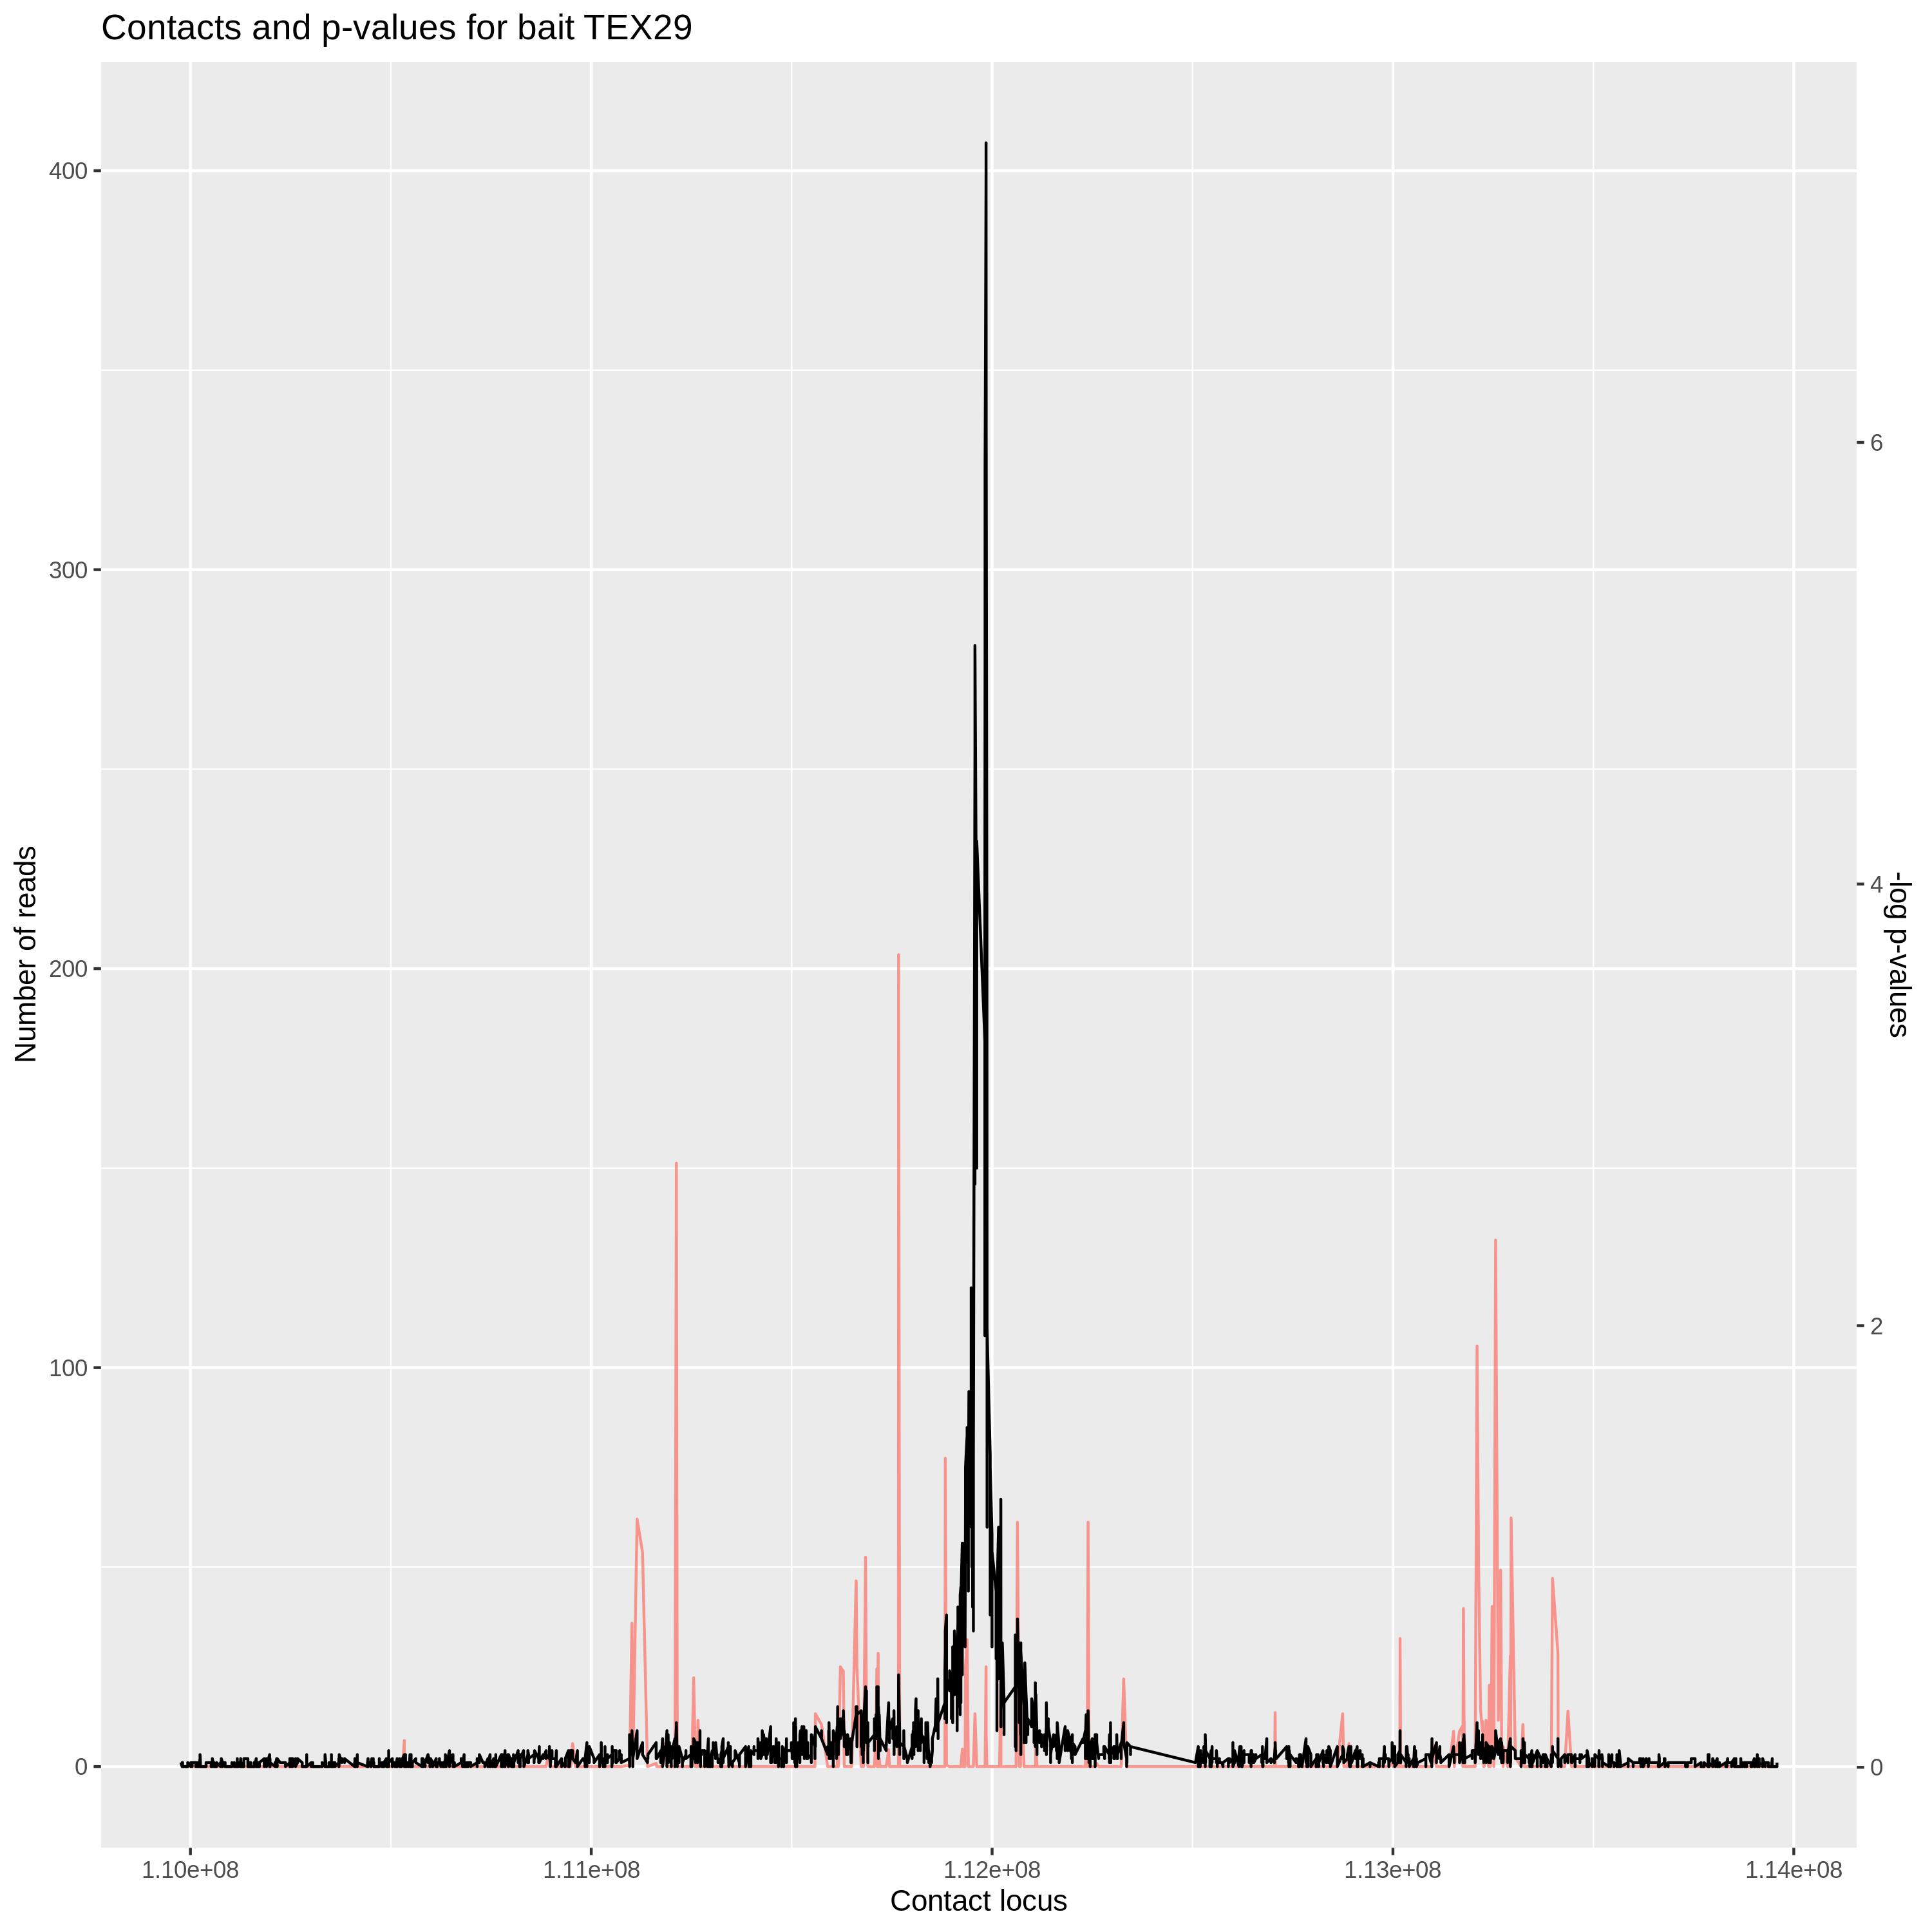 Contacts and p-values for bait TEX29
400
300
200
100
0
Number of reads
6
4
2
0
-log p-values
1.10e+08
1.11e+08
1.12e+08
1.13e+08
1.14e+08
Contact locus